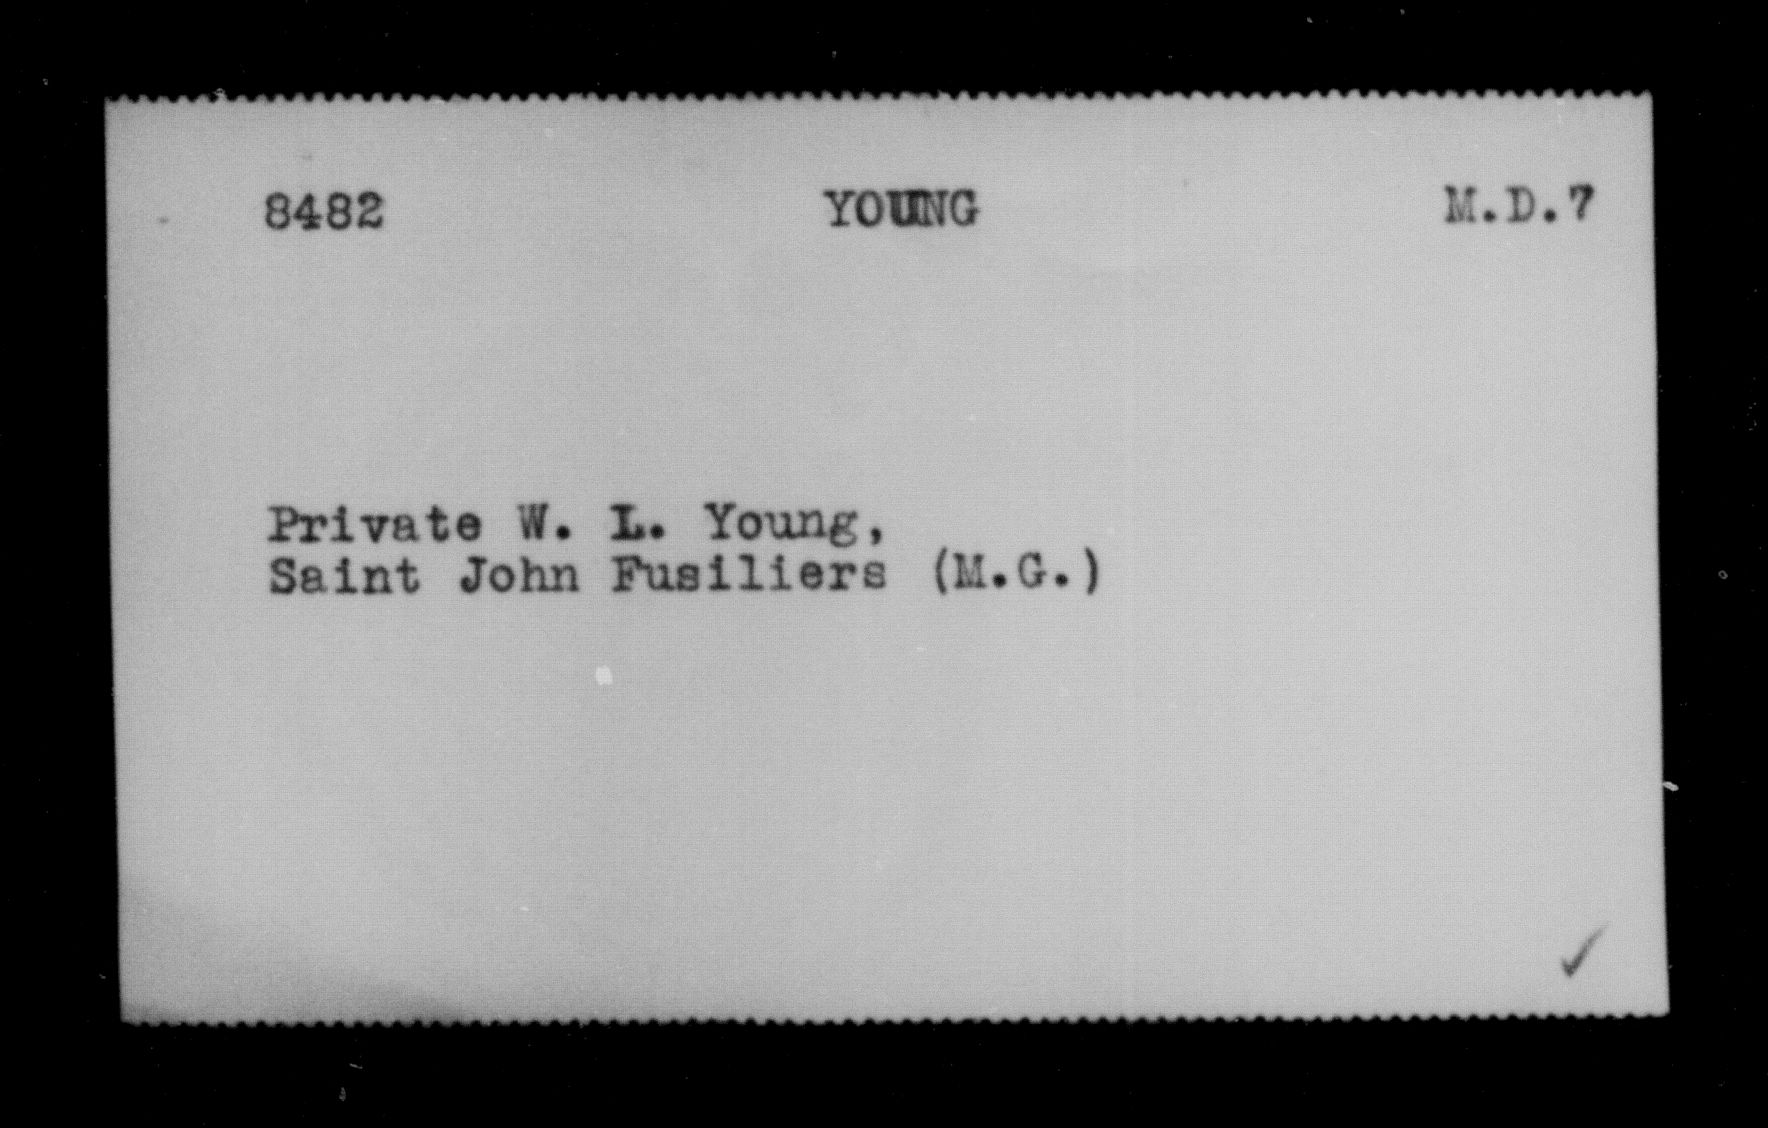 8482 YOUNG M.D.7
Private W. L. Young,
Saint John Fusiliers (M.G.)